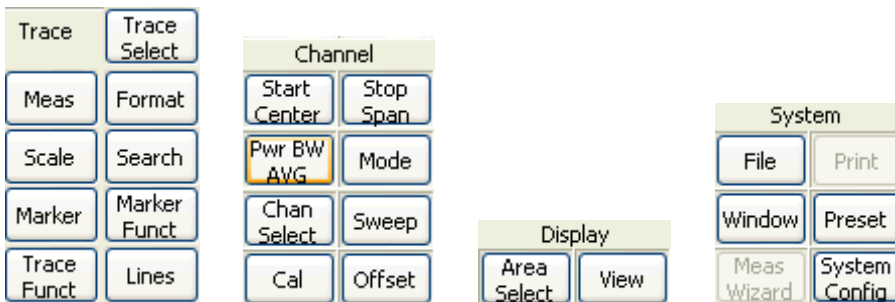 Trace
Trace
Select
Meas
Format
Scale
Search
Marker
Marker
Funct
Trace
Funct
Lines
Channel
Start
Center
Stop
Span
Pwr BW
AVG
Mode
Chan
Select
Sweep
Cal
Offset
Display
Area
Select
View
System
File
Print
Window
Preset
Meas
Wizard
System
Config